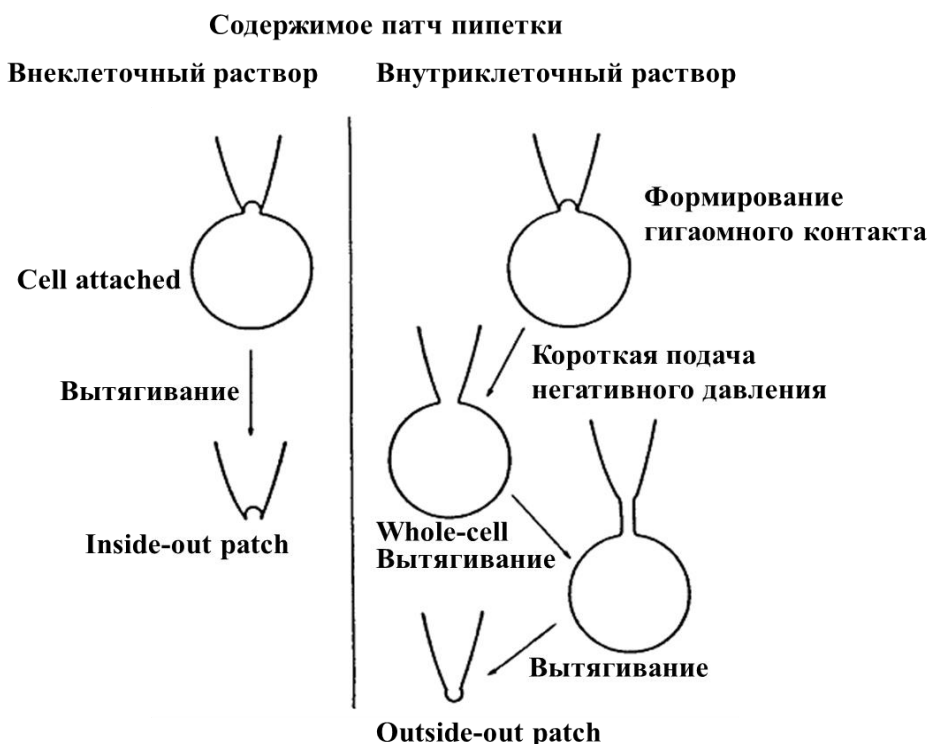 Содержимое патч пипетки
Внеклеточный раствор
Внутриклеточный раствор
Cell attached
Вытягивание
Inside-out patch
Формирование
гигаомного контакта
Короткая подача
негативного давления
Whole-cell
Вытягивание
Вытягивание
Outside-out patch